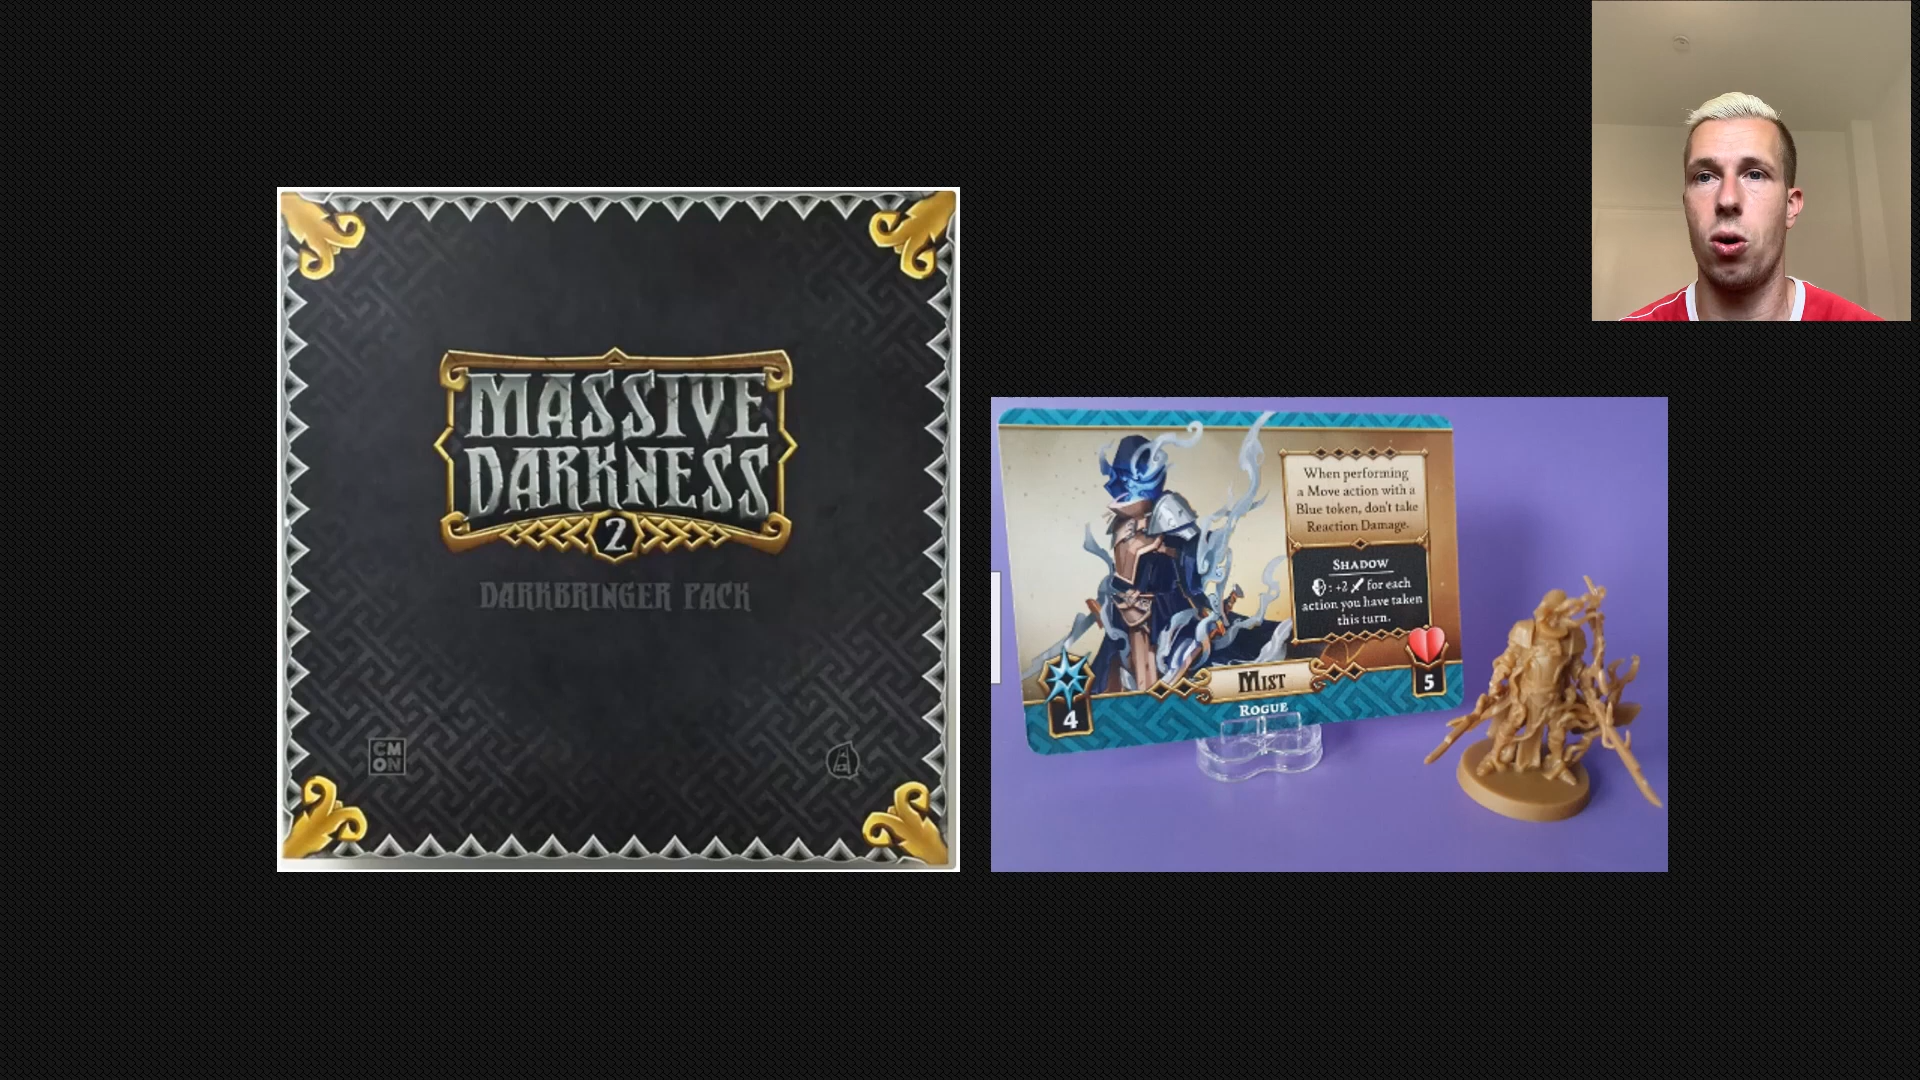 MASSIVE
DARKNESS
2
DARKBRINGER PACK
CM
ON
When performing
a Move action with a
Blue token, don't take
Reaction Damage.
SHADOW
: +2 for each
action you have taken
this turn.
MIST
ROGUE
4
5